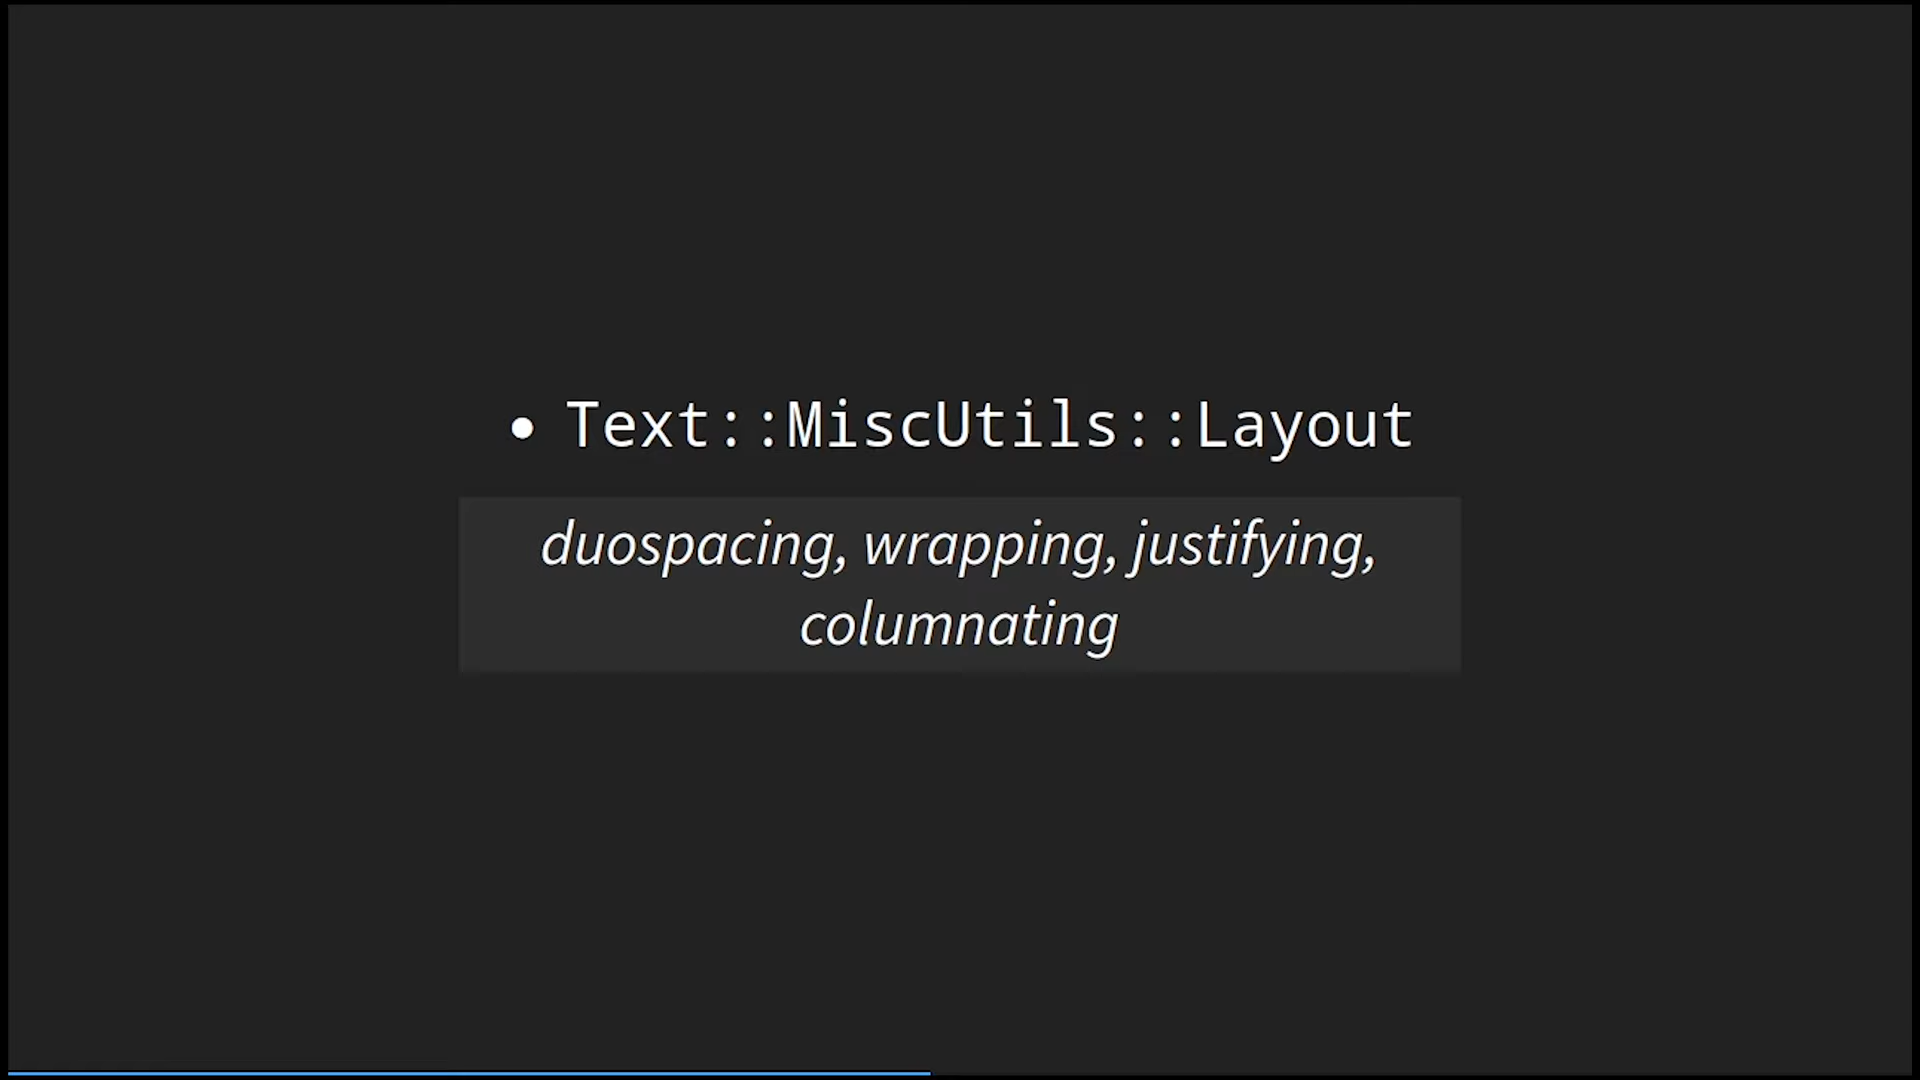 • Text::MiscUtils::Layout
duospacing, wrapping, justifying,
columnating